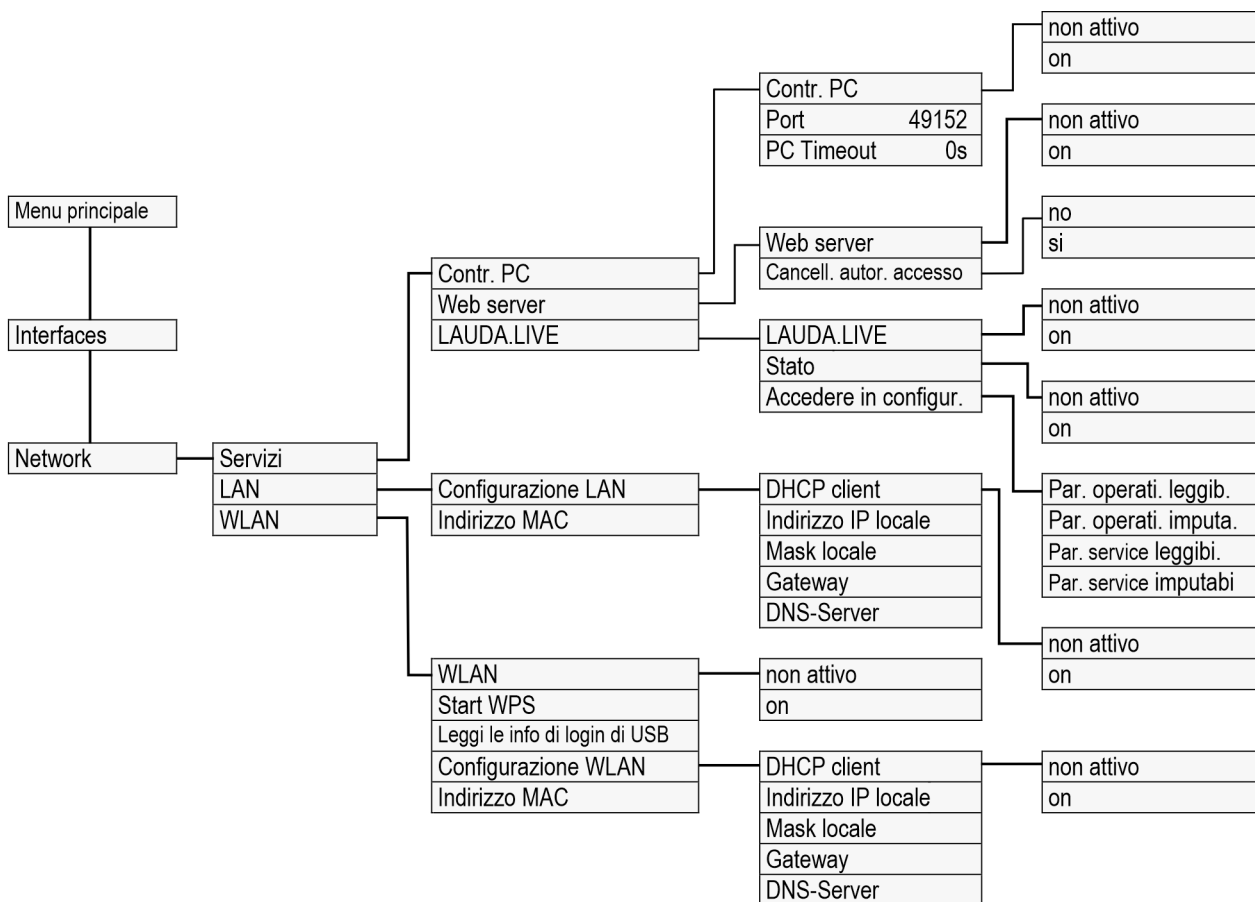 Menu principale
Interfaces
Network
Servizi
LAN
WLAN
Contr. PC
Web server
LAUDA.LIVE
Configurazione LAN
Indirizzo MAC
WLAN
Start WPS
Leggi le info di login di USB
Configurazione WLAN
Indirizzo MAC
Contr. PC
Port 49152
PC Timeout 0s
Web server
Cancell. autor. accesso
LAUDA.LIVE
Stato
Accedere in configur.
DHCP client
Indirizzo IP locale
Mask locale
Gateway
DNS-Server
non attivo
on
DHCP client
Indirizzo IP locale
Mask locale
Gateway
DNS-Server
non attivo
on
non attivo
on
no
si
non attivo
on
non attivo
on
Par. operati. leggib.
Par. operati. imputa.
Par. service leggibi.
Par. service imputabi
non attivo
on
non attivo
on